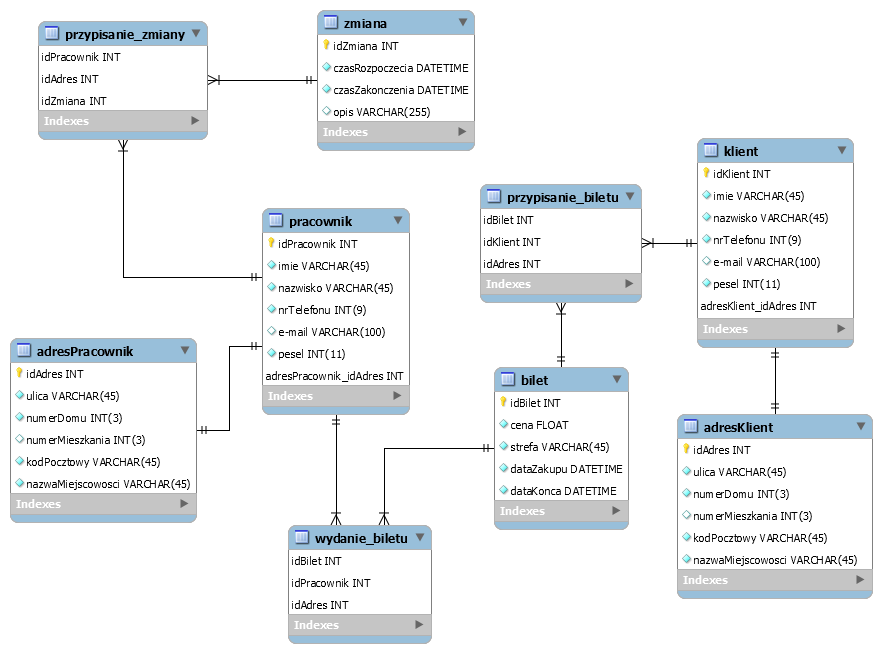 przypisanie_zmiany
idPracownik INT
idAdres INT
idZmiana INT
Indexes
zmiana
idZmiana INT
czasRozpoczecia DATETIME
czasZakonczenia DATETIME
opis VARCHAR(255)
Indexes
pracownik
idPracownik INT
imie VARCHAR(45)
nazwisko VARCHAR(45)
nrTelefonu INT(9)
e-mail VARCHAR(100)
pesel INT(11)
adresPracownik_idAdres INT
Indexes
przypisanie_biletu
idBilet INT
idKlient INT
idAdres INT
Indexes
klient
idKlient INT
imie VARCHAR(45)
nazwisko VARCHAR(45)
nrTelefonu INT(9)
e-mail VARCHAR(100)
pesel INT(11)
adresKlient_idAdres INT
Indexes
adresPracownik
idAdres INT
ulica VARCHAR(45)
numerDomu INT(3)
numerMieszkania INT(3)
kodPocztowy VARCHAR(45)
nazwaMiejscowosci VARCHAR(45)
Indexes
bilet
idBilet INT
cena FLOAT
strefa VARCHAR(45)
dataZakupu DATETIME
dataKonca DATETIME
Indexes
adresKlient
idAdres INT
ulica VARCHAR(45)
numerDomu INT(3)
numerMieszkania INT(3)
kodPocztowy VARCHAR(45)
nazwaMiejscowosci VARCHAR(45)
Indexes
wydanie_biletu
idBilet INT
idPracownik INT
idAdres INT
Indexes